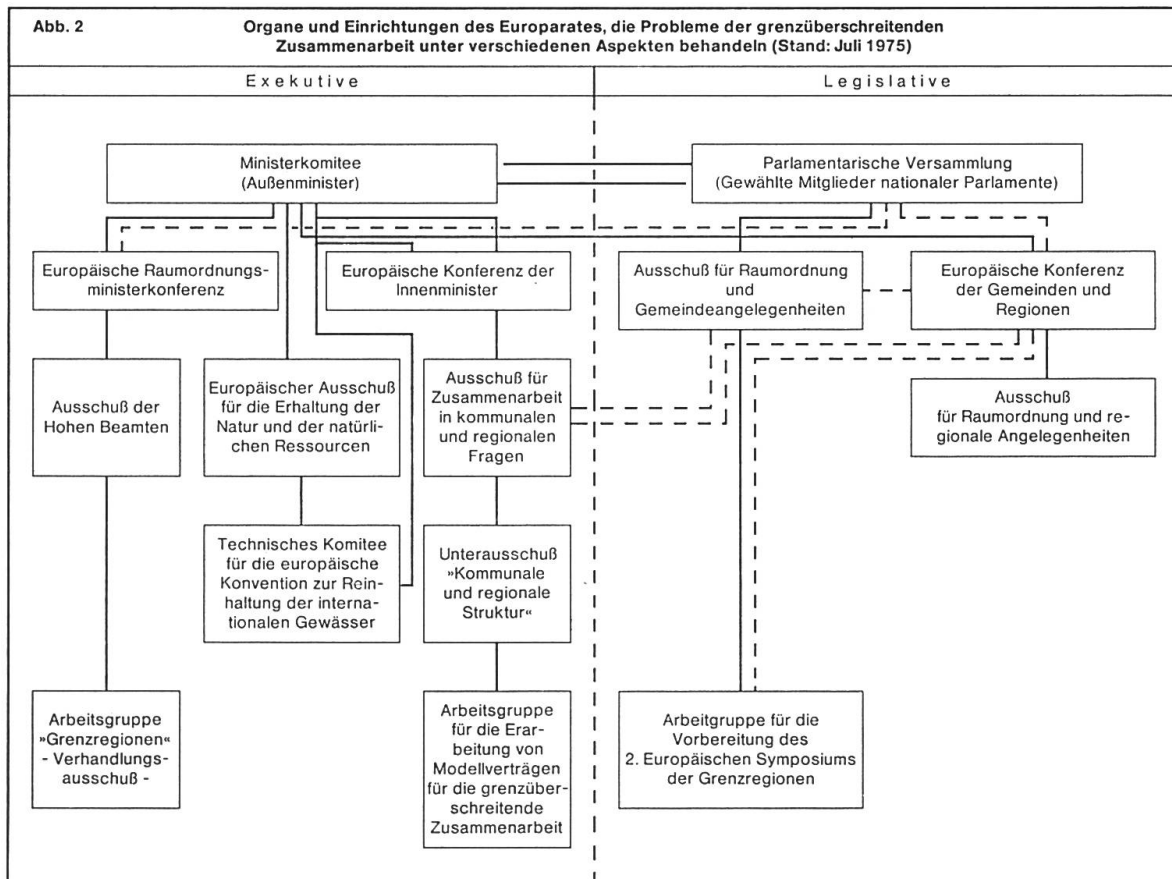 Abb. 2
Organe und Einrichtungen des Europarates, die Probleme der grenzüberschreitenden
Zusammenarbeit unter verschiedenen Aspekten behandeln (Stand: Juli 1975)
Exekutive
Legislative
Ministerkomitee
(Außenminister)
Parlamentarische Versammlung
(Gewählte Mitglieder nationaler Parlamente)
Europäische Raumordnungs-
ministerkonferenz
Europäische Konferenz der
Innenminister
Ausschuß für Raumordnung
und
Gemeindeangelegenheiten
Europäische Konferenz
der Gemeinden und
Regionen
Ausschuß der
Hohen Beamten
Europäischer Ausschuß
für die Erhaltung der
Natur und der natür-
lichen Ressourcen
Ausschuß für
Zusammenarbeit
in kommunalen
und regionalen
Fragen
Ausschuß
für Raumordnung und re-
gionale Angelegenheiten
Technisches Komitee
für die europäische
Konvention zur Rein-
haltung der interna-
tionalen Gewässer
Unterausschuß
»Kommunale
und regionale
Struktur«
Arbeitsgruppe
»Grenzregionen«
- Verhandlungs-
ausschuß -
Arbeitsgruppe
für die Erar-
beitung von
Modellverträgen
für die grenzüber-
schreitende
Zusammenarbeit
Arbeitgruppe für die
Vorbereitung des
2. Europäischen Symposiums
der Grenzregionen